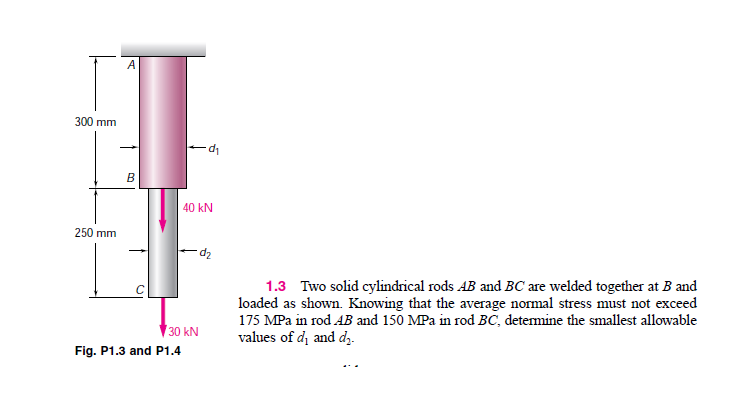 A
300 mm
d1
B
40 kN
250 mm
d2
C
30 kN
Fig. P1.3 and P1.4
1.3 Two solid cylindrical rods AB and BC are welded together at B and
loaded as shown. Knowing that the average normal stress must not exceed
175 MPa in rod AB and 150 MPa in rod BC, determine the smallest allowable
values of d1 and d2.